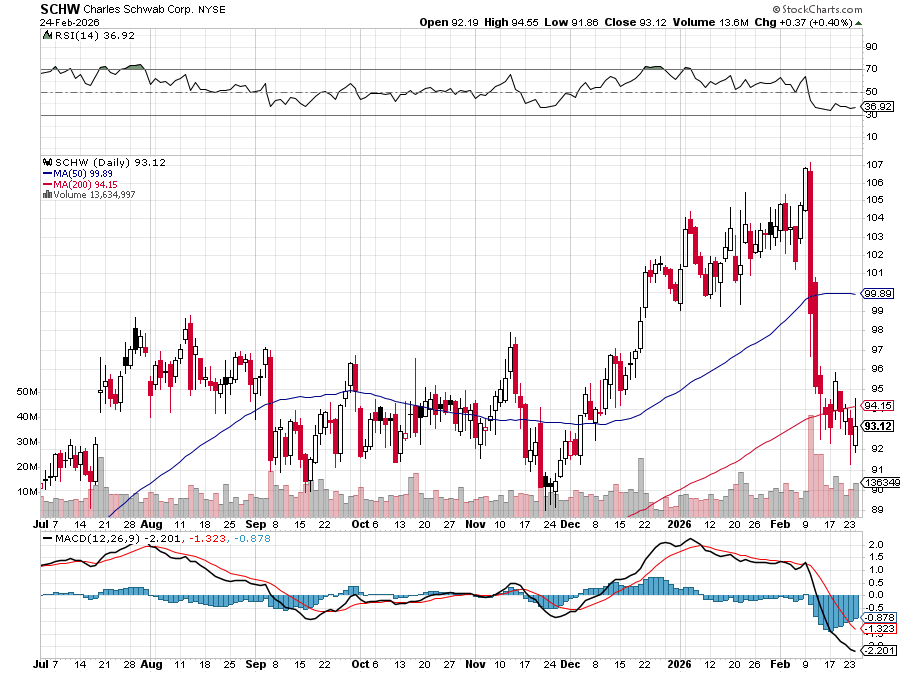 SCHW Charles Schwab Corp. NYSE © StockCharts.com
24-Feb-2026 Open 92.19 High 94.55 Low 91.86 Close 93.12 Volume 13.6M Chg +0.37 (+0.40%)
RSI(14) 36.92
90
70
50
36.92
30
10
SCHW (Daily) 93.12
MA(50) 99.89
MA(200) 94.15
Volume 13,634,997
107
106
105
104
103
102
101
99.89
99
98
97
96
95
94.15
93.12
92
91
90
89
50M
40M
30M
20M
10M
136349
Jul 7 14 21 28 Aug 11 18 25 Sep 8 15 22 Oct 6 13 20 27 Nov 10 17 24 Dec 8 15 22 2026 12 20 26 Feb 9 17 23
MACD(12,26,9) -2.201, -1.323, -0.878
2.0
1.5
1.0
0.5
0.0
-0.5
-0.878
-1.323
-2.201
Jul 7 14 21 28 Aug 11 18 25 Sep 8 15 22 Oct 6 13 20 27 Nov 10 17 24 Dec 8 15 22 2026 12 20 26 Feb 9 17 23